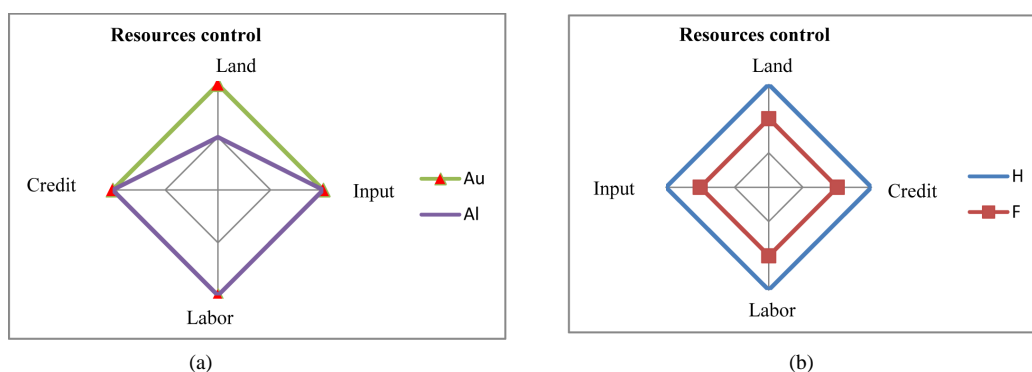 Resources control
Land
Credit
Input
Labor
Au
Al
(a)
Resources control
Land
Input
Credit
Labor
H
F
(b)